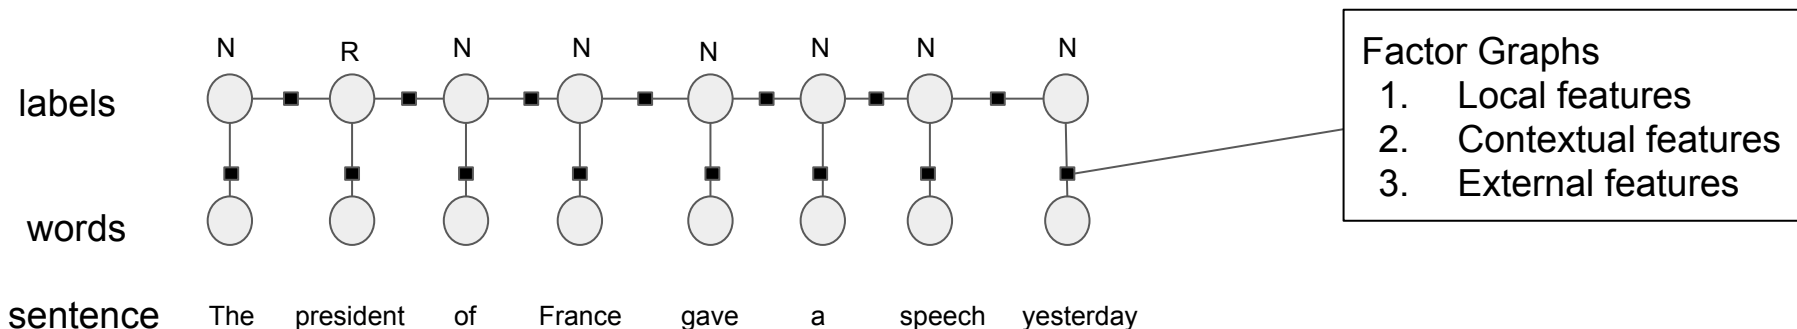 N R N N N N N N
labels
words
sentence The president of France gave a speech yesterday
Factor Graphs
1. Local features
2. Contextual features
3. External features